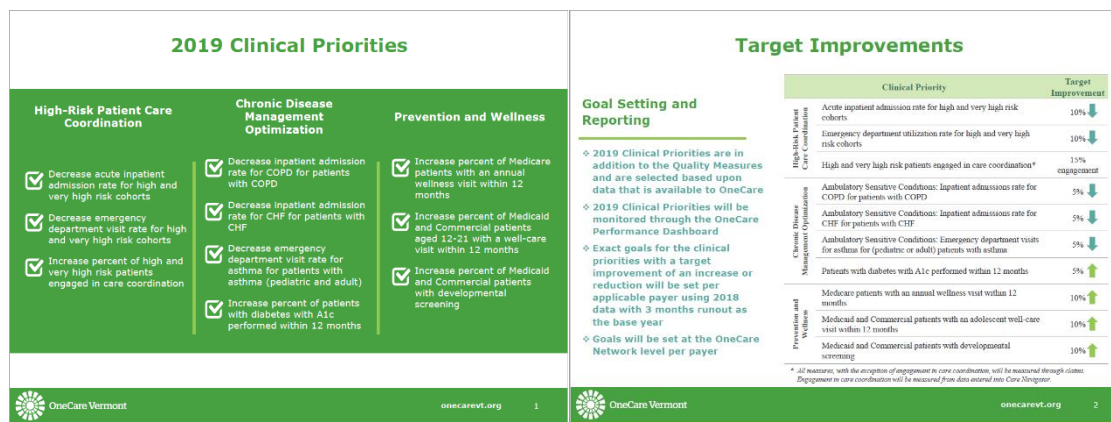 2019 Clinical Priorities
High-Risk Patient Care
Coordination
Decrease acute inpatient
admission rate for high and
very high risk cohorts
Decrease emergency
department visit rate for high
and very high risk cohorts
Increase percent of high and
very high risk patients
engaged in care coordination
Chronic Disease
Management
Optimization
Decrease inpatient admission
rate for COPD for patients
with COPD
Decrease inpatient admission
rate for CHF for patients with
CHF
Decrease emergency
department visit rate for
asthma for patients with
asthma (pediatric and adult)
Increase percent of patients
with diabetes with A1c
performed within 12 months
Prevention and Wellness
Increase percent of Medicare
patients with an annual
wellness visit within 12
months
Increase percent of Medicaid
and Commercial patients
aged 12-21 with a well-care
visit within 12 months
Increase percent of Medicaid
and Commercial patients
with developmental
screening
OneCare Vermont
onecarevt.org 1
Target Improvements
Goal Setting and
Reporting
❖ 2019 Clinical Priorities are in
addition to the Quality Measures
and are selected based upon
data that is available to OneCare
❖ 2019 Clinical Priorities will be
monitored through the OneCare
Performance Dashboard
❖ Exact goals for the clinical
priorities with a target
improvement of an increase or
reduction will be set per
applicable payer using 2018
data with 3 months runout as
the base year
❖ Goals will be set at the OneCare
Network level per payer
Clinical Priority
Target
Improvement
High-Risk Patient
Care Coordination
Acute inpatient admission rate for high and very high risk
cohorts
10%
Emergency department utilization rate for high and very high
risk cohorts
10%
High and very high risk patients engaged in care coordination*
15%
engagement
Chronic Disease
Management Optimization
Ambulatory Sensitive Conditions: Inpatient admissions rate for
COPD for patients with COPD
5%
Ambulatory Sensitive Conditions: Inpatient admissions rate for
CHF for patients with CHF
5%
Ambulatory Sensitive Conditions: Emergency department visits
for asthma for (pediatric or adult) patients with asthma
5%
Patients with diabetes with A1c performed within 12 months
5%
Prevention and
Wellness
Medicare patients with an annual wellness visit within 12
months
10%
Medicaid and Commercial patients with an adolescent well-care
visit within 12 months
10%
Medicaid and Commercial patients with developmental
screening
10%
* All measures, with the exception of engagement in care coordination, will be measured through claims.
Engagement in care coordination will be measured from data entered into Care Navigator.
OneCare Vermont
onecarevt.org 2